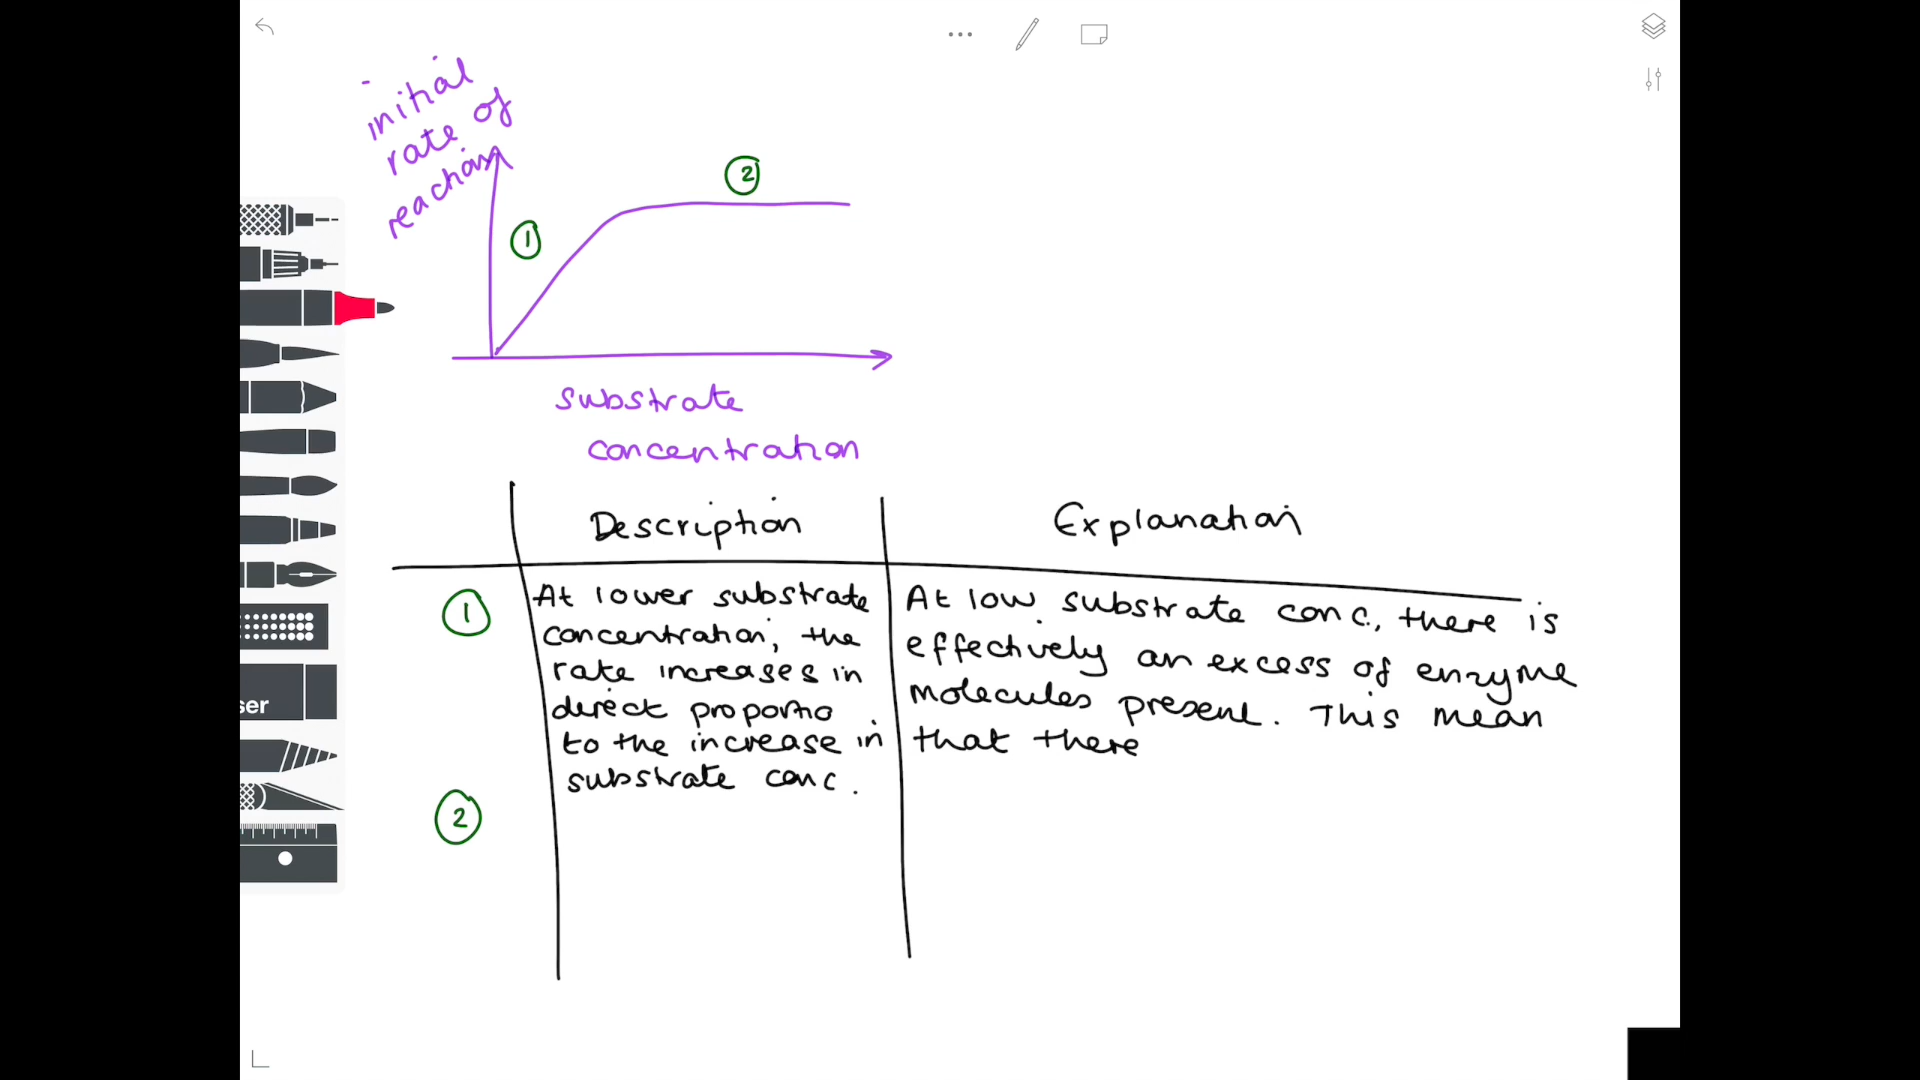 initial
rate of
reaction
1
2
substrate
concentration
Description
Explanation
1
At lower substrate
concentration, the
rate increases in
direct proportio
to the increase in
substrate conc.
At low substrate conc, there is
effectively an excess of enzyme
molecules present. This mean
that there
2
ser